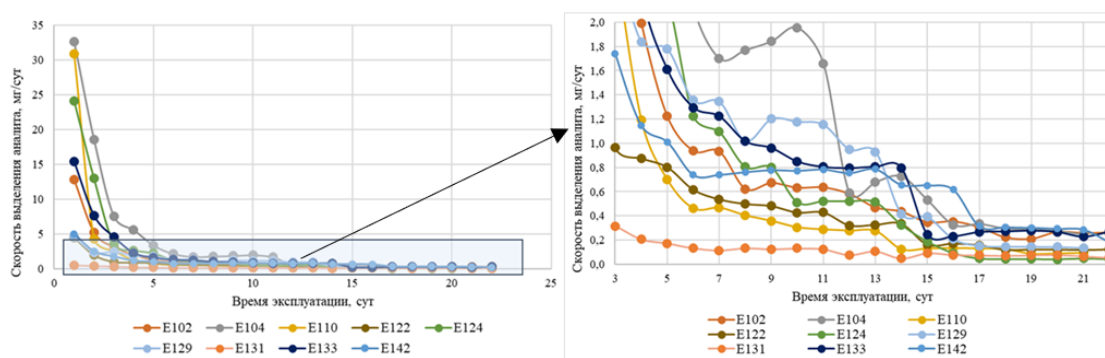 Скорость выделения аналита, мг/сут
35
30
25
20
15
10
5
0
0 5 10 15 20 25
Время эксплуатации, сут
E102 E104 E110 E122 E124
E129 E131 E133 E142
Скорость выделения аналита, мг/сут
2,0
1,8
1,6
1,4
1,2
1,0
0,8
0,6
0,4
0,2
0,0
3 5 7 9 11 13 15 17 19 21
Время эксплуатации, сут
E102 E104 E110
E122 E124 E129
E131 E133 E142